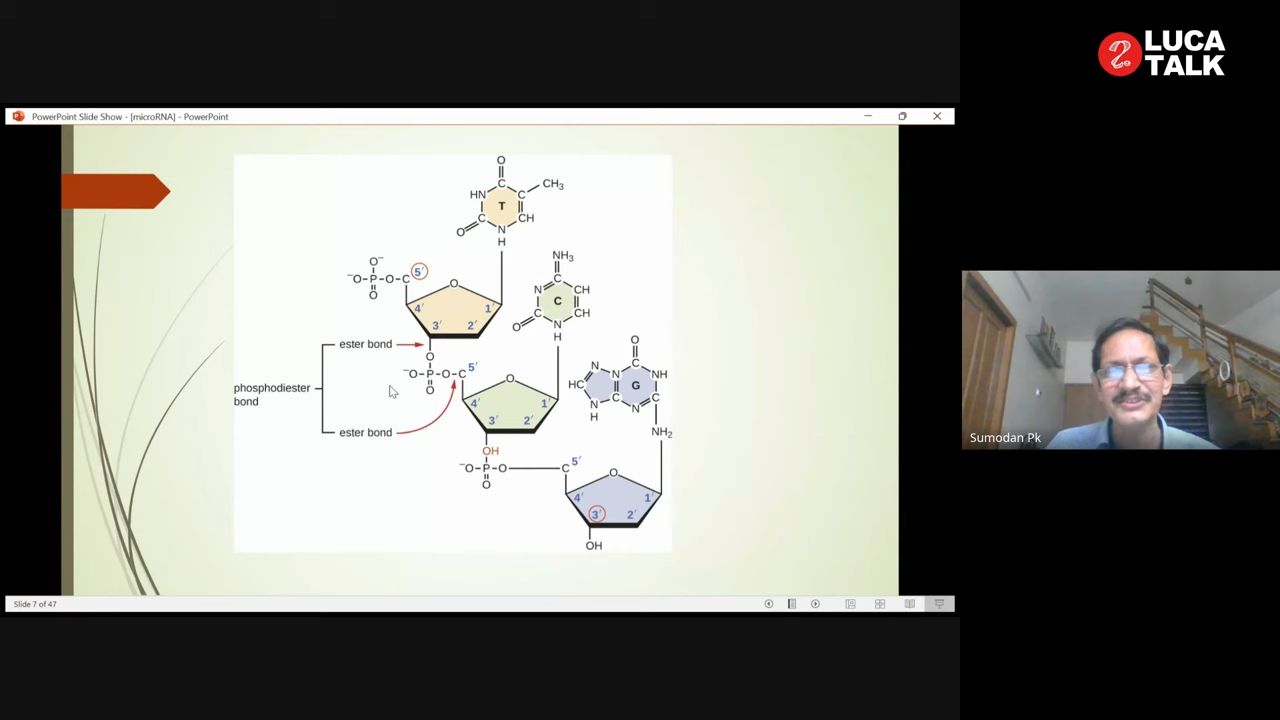 LUCA
TALK
PowerPoint Slide Show - [microRNA] - PowerPoint
O
C
CH3
HN
C
T
C
CH
O
N
H
O−
−O-P-O-C
5′
O
O
4′
1′
3′
2′
NH3
C
N
CH
C
C
CH
O
N
H
ester bond
O
−O-P-O-C
5′
O
phosphodiester
bond
ester bond
O
4′
1′
3′
2′
O
C
N
N
NH
HC
G
N
C
C
N
H
NH2
OH
−O-P-O
C
5′
O
O
4′
1′
3′
2′
OH
Sumodan Pk
Slide 7 of 47